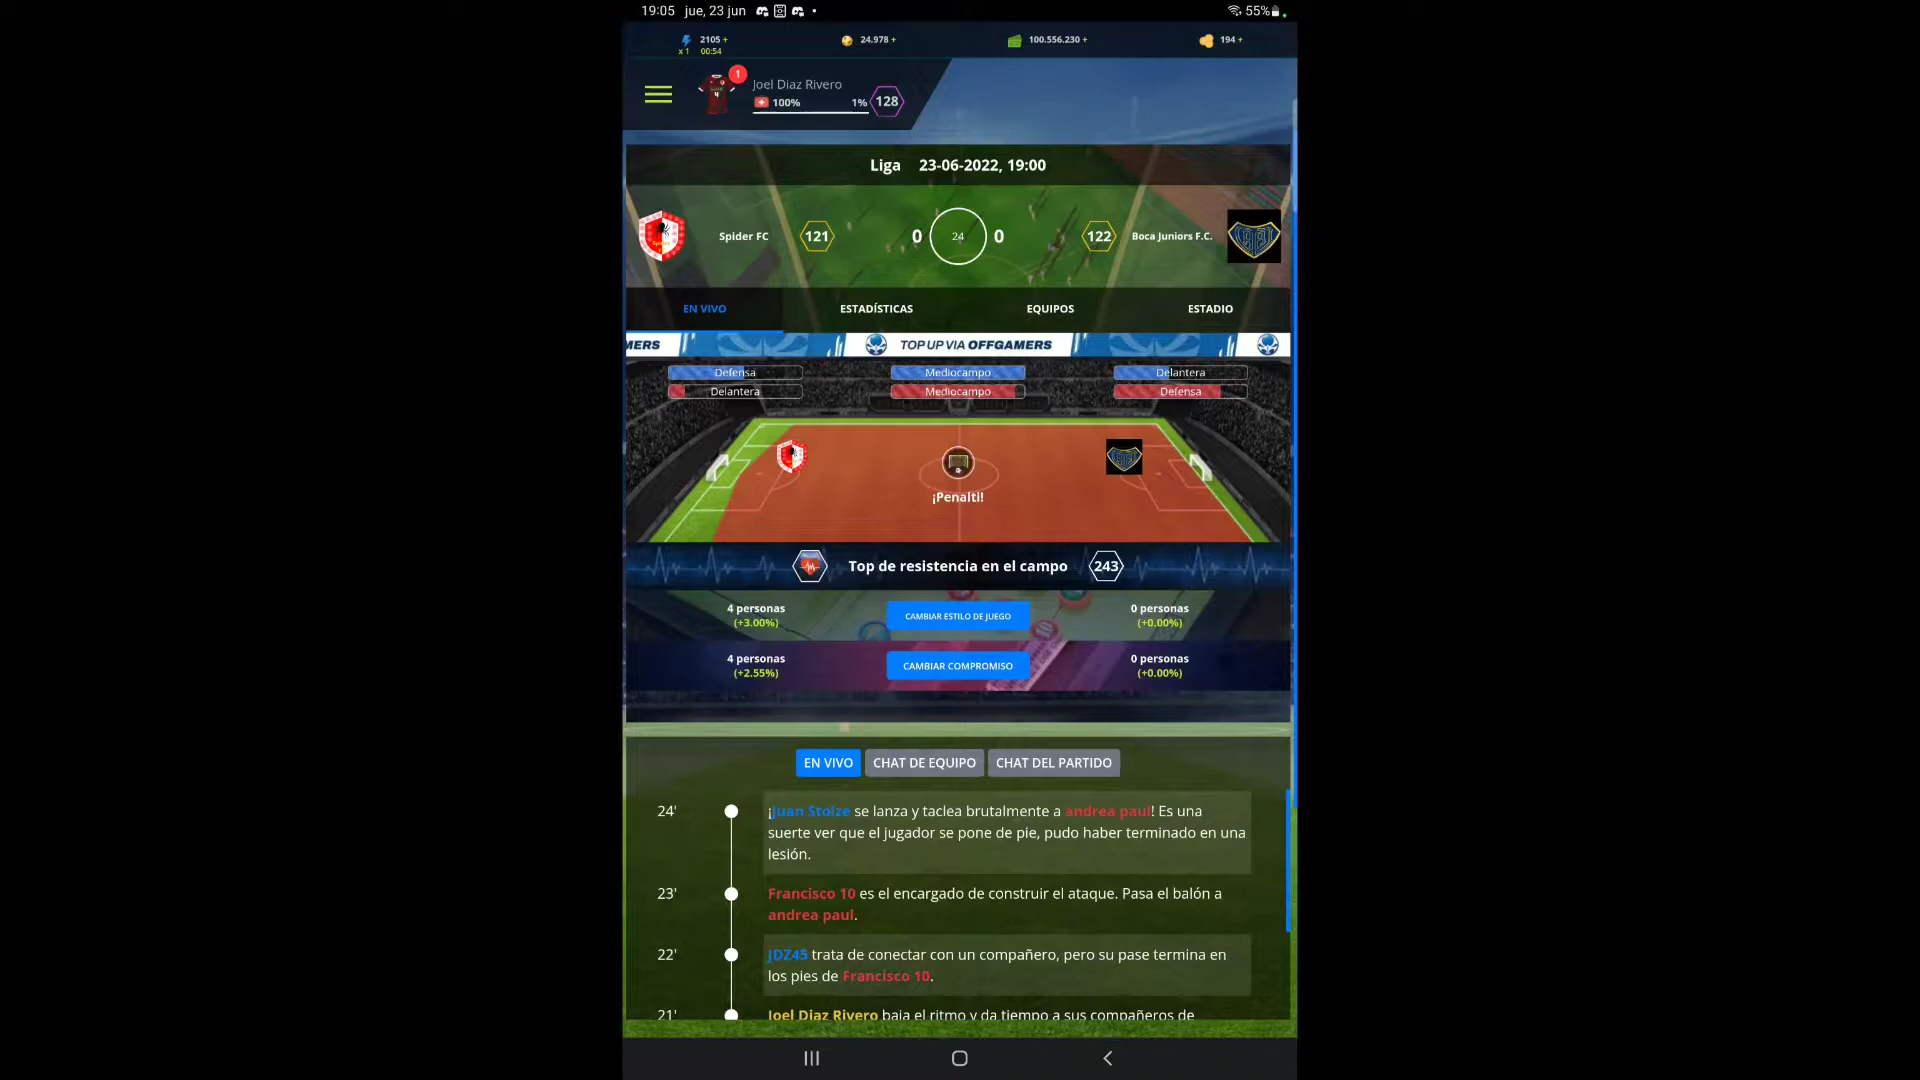 19:05 jue, 23 jun
55%
2105 +
x 1 00:54
24.978 +
100.556.230 +
194 +
1
Joel Diaz Rivero
100% 1% 128
Liga 23-06-2022, 19:00
Spider FC 121 0 24 0 122 Boca Juniors F.C.
EN VIVO ESTADÍSTICAS EQUIPOS ESTADIO
MERS TOP UP VIA OFFGAMERS
Defensa Mediocampo Delantera
Delantera Mediocampo Defensa
¡Penalti!
Top de resistencia en el campo 243
4 personas CAMBIAR ESTILO DE JUEGO 0 personas
(+3.00%) (+0.00%)
4 personas CAMBIAR COMPROMISO 0 personas
(+2.55%) (+0.00%)
EN VIVO CHAT DE EQUIPO CHAT DEL PARTIDO
24' ¡Juan Stolze se lanza y taclea brutalmente a andrea paul! Es una
suerte ver que el jugador se pone de pie, pudo haber terminado en una
lesión.
23' Francisco 10 es el encargado de construir el ataque. Pasa el balón a
andrea paul.
22' JDZ45 trata de conectar con un compañero, pero su pase termina en
los pies de Francisco 10.
21' Joel Diaz Rivero baja el ritmo y da tiempo a sus compañeros de